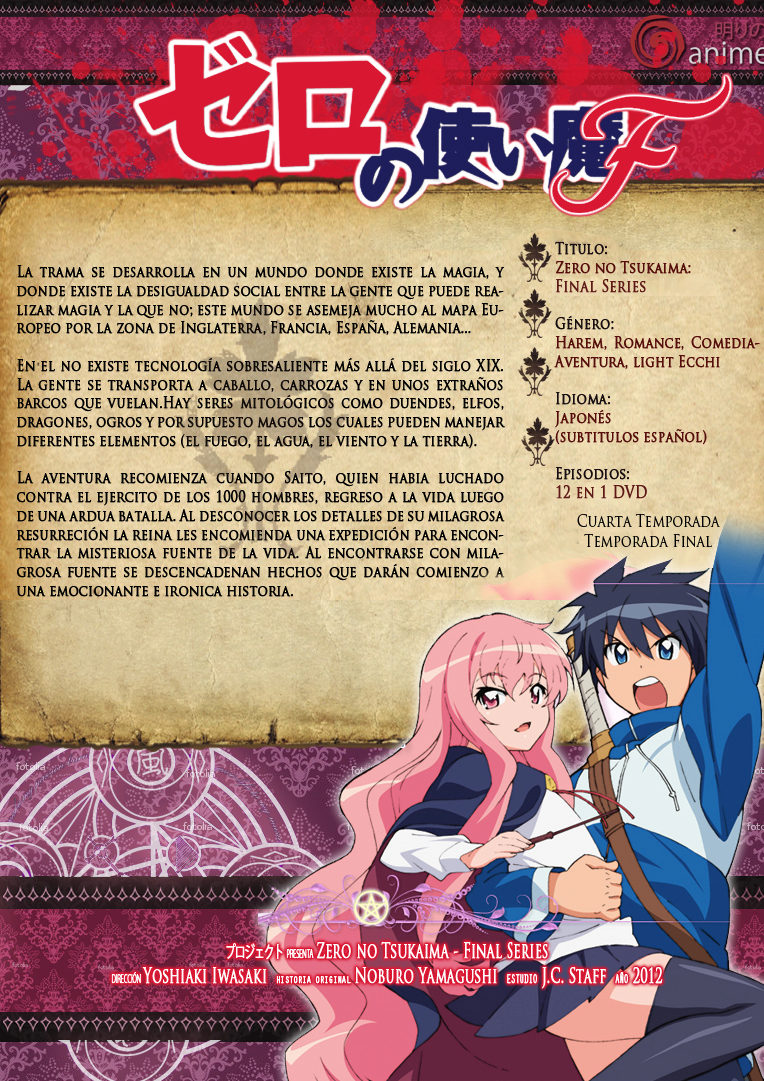 明りの
anime
ゼロの使い魔F
La trama se desarrolla en un mundo donde existe la magia, y
donde existe la desigualdad social entre la gente que puede rea-
lizar magia y la que no; este mundo se asemeja mucho al mapa Eu-
ropeo por la zona de Inglaterra, Francia, España, Alemania...
En el no existe tecnología sobresaliente más allá del siglo XIX.
La gente se transporta a caballo, carrozas y en unos extraños
barcos que vuelan.Hay seres mitológicos como duendes, elfos,
dragones, ogros y por supuesto magos los cuales pueden manejar
diferentes elementos (el fuego, el agua, el viento y la tierra).
La aventura recomienza cuando Saito, quien habia luchado
contra el ejercito de los 1000 hombres, regreso a la vida luego
de una ardua batalla. Al desconocer los detalles de su milagrosa
resurreción la reina les encomienda una expedición para encon-
trar la misteriosa fuente de la vida. Al encontrarse con mila-
grosa fuente se descencadenan hechos que darán comienzo a
una emocionante e ironica historia.
Titulo:
Zero no Tsukaima:
Final Series
Género:
Harem, Romance, Comedia-
Aventura, light Ecchi
Idioma:
Japonés
(subtitulos español)
Episodios:
12 en 1 DVD
Cuarta Temporada
Temporada Final
風
fotolia
fotolia
fotolia
fotolia
プロジェクト presenta Zero no Tsukaima - Final Series
dirección Yoshiaki Iwasaki historia original Noburo Yamagushi estudio J.C. Staff año 2012